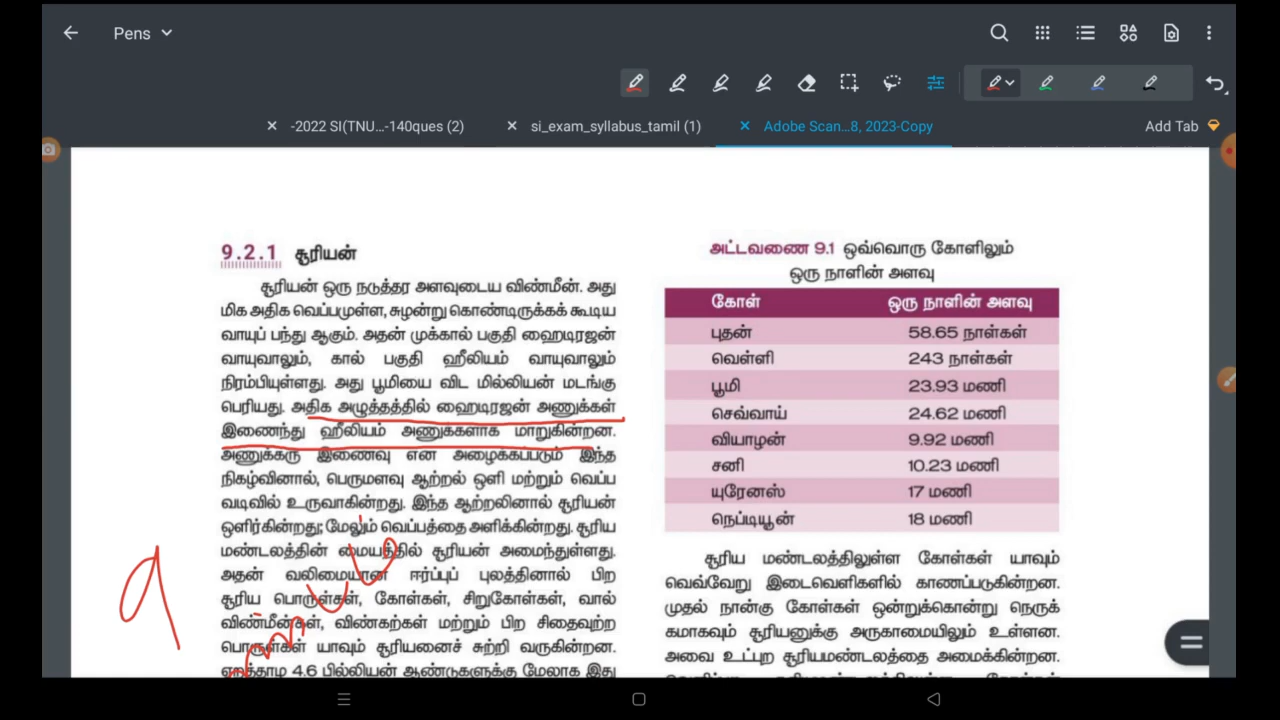 Pens
-2022 SI(TNU...-140ques (2)
si_exam_syllabus_tamil (1)
Adobe Scan...8, 2023-Copy
Add Tab
9.2.1 சூரியன்
சூரியன் ஒரு நடுத்தர அளவுடைய விண்மீன். அது
மிக அதிக வெப்பமுள்ள, சுழன்று கொண்டிருக்கக் கூடிய
வாயுப் பந்து ஆகும். அதன் முக்கால் பகுதி ஹைடிரஜன்
வாயுவாலும், கால் பகுதி ஹீலியம் வாயுவாலும்
நிரம்பியுள்ளது. அது பூமியை விட மில்லியன் மடங்கு
பெரியது. அதிக அழுத்தத்தில் ஹைடிரஜன் அணுக்கள்
இணைந்து ஹீலியம் அணுக்களாக மாறுகின்றன.
அணுக்கரு இணைவு என அழைக்கப்படும் இந்த
நிகழ்வினால், பெருமளவு ஆற்றல் ஒளி மற்றும் வெப்ப
வடிவில் உருவாகின்றது. இந்த ஆற்றலினால் சூரியன்
ஒளிர்கின்றது; மேலும் வெப்பத்தை அளிக்கின்றது. சூரிய
மண்டலத்தின் மையத்தில் சூரியன் அமைந்துள்ளது.
அதன் வலிமையான ஈர்ப்புப் புலத்தினால் பிற
சூரிய பொருள்கள், கோள்கள், சிறுகோள்கள், வால்
விண்மீன்கள், விண்கற்கள் மற்றும் பிற சிதைவுற்ற
பொருள்கள் யாவும் சூரியனைச் சுற்றி வருகின்றன.
ஏறத்தாழ 4.6 பில்லியன் ஆண்டுகளுக்கு மேலாக இது
அட்டவணை 9.1 ஒவ்வொரு கோளிலும்
ஒரு நாளின் அளவு
கோள் ஒரு நாளின் அளவு
புதன் 58.65 நாள்கள்
வெள்ளி 243 நாள்கள்
பூமி 23.93 மணி
செவ்வாய் 24.62 மணி
வியாழன் 9.92 மணி
சனி 10.23 மணி
யுரேனஸ் 17 மணி
நெப்டியூன் 18 மணி
சூரிய மண்டலத்திலுள்ள கோள்கள் யாவும்
வெவ்வேறு இடைவெளிகளில் காணப்படுகின்றன.
முதல் நான்கு கோள்கள் ஒன்றுக்கொன்று நெருக்
கமாகவும் சூரியனுக்கு அருகாமையிலும் உள்ளன.
அவை உட்புற சூரியமண்டலத்தை அமைக்கின்றன.